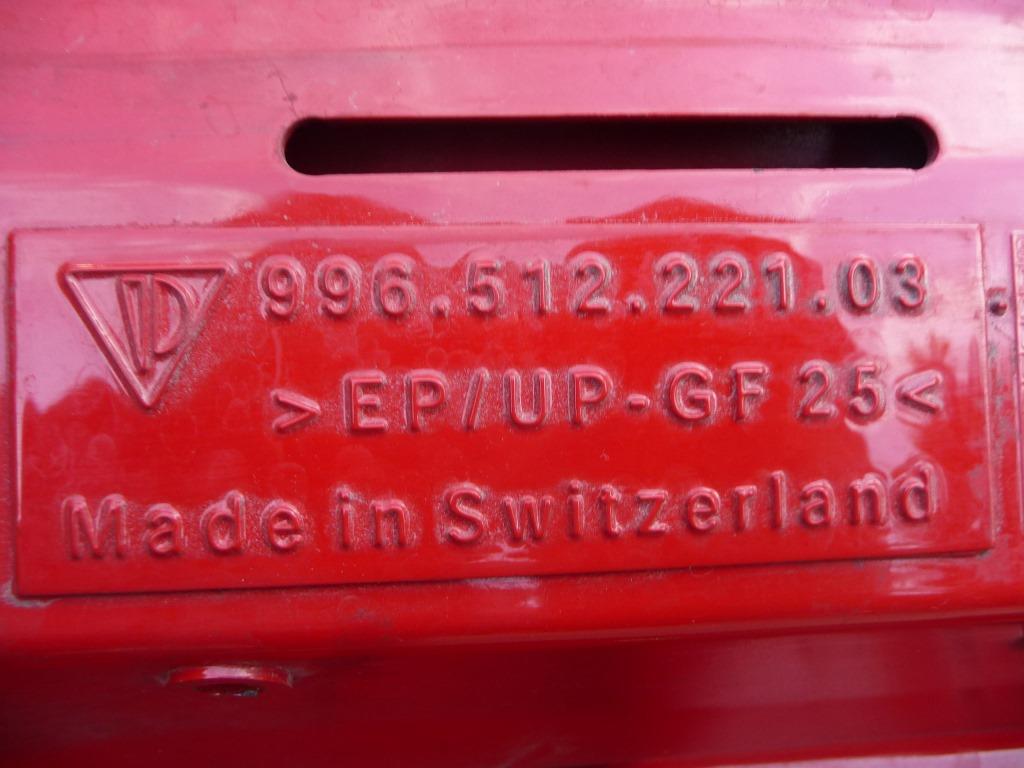 996.512.221.03
>EP/UP-GF 25<
Made in Switzerland